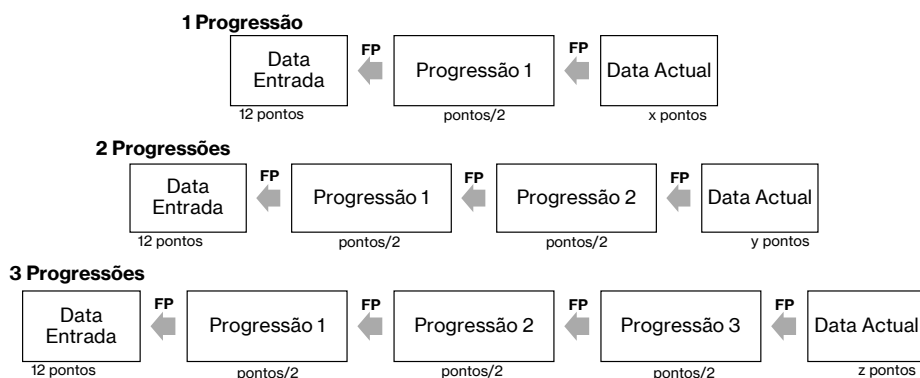 1 Progressão
Data Entrada FP Progressão 1 FP Data Actual
12 pontos pontos/2 x pontos
2 Progressões
Data Entrada FP Progressão 1 FP Progressão 2 FP Data Actual
12 pontos pontos/2 pontos/2 y pontos
3 Progressões
Data Entrada FP Progressão 1 FP Progressão 2 FP Progressão 3 FP Data Actual
12 pontos pontos/2 pontos/2 pontos/2 z pontos